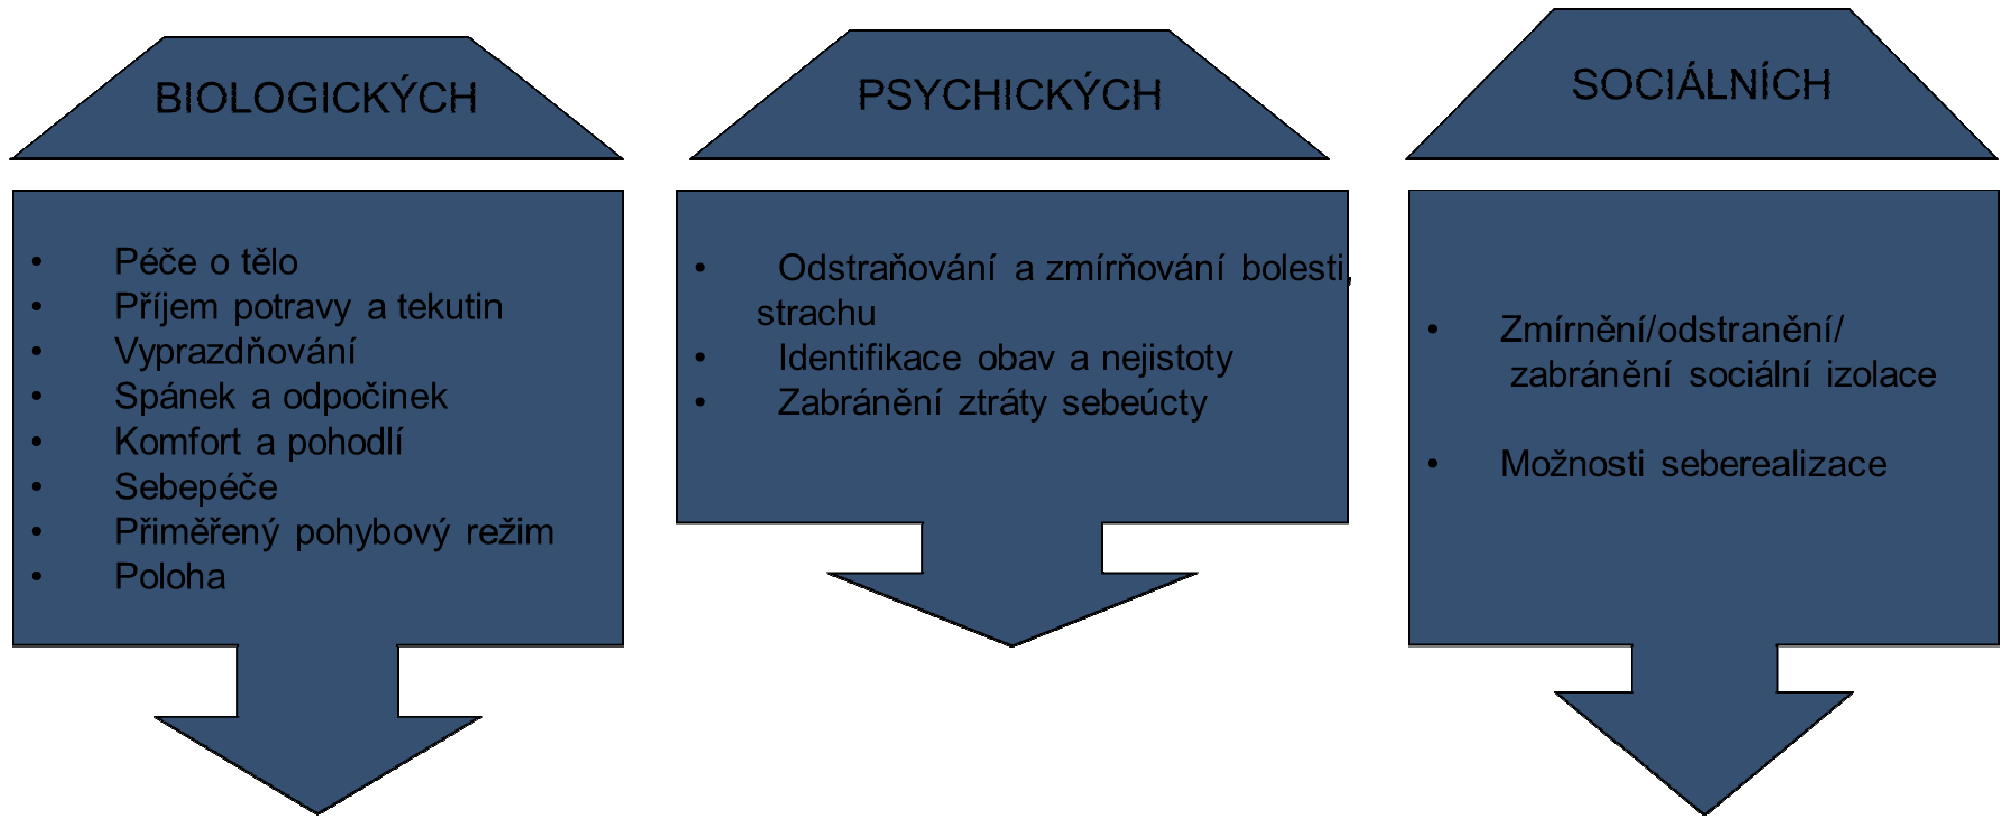 BIOLOGICKÝCH
• Péče o tělo
• Příjem potravy a tekutin
• Vyprazdňování
• Spánek a odpočinek
• Komfort a pohodlí
• Sebepéče
• Přiměřený pohybový režim
• Poloha
PSYCHICKÝCH
• Odstraňování a zmírňování bolesti,
strachu
• Identifikace obav a nejistoty
• Zabránění ztráty sebeúcty
SOCIÁLNÍCH
• Zmírnění/odstranění/
zabránění sociální izolace
• Možnosti seberealizace